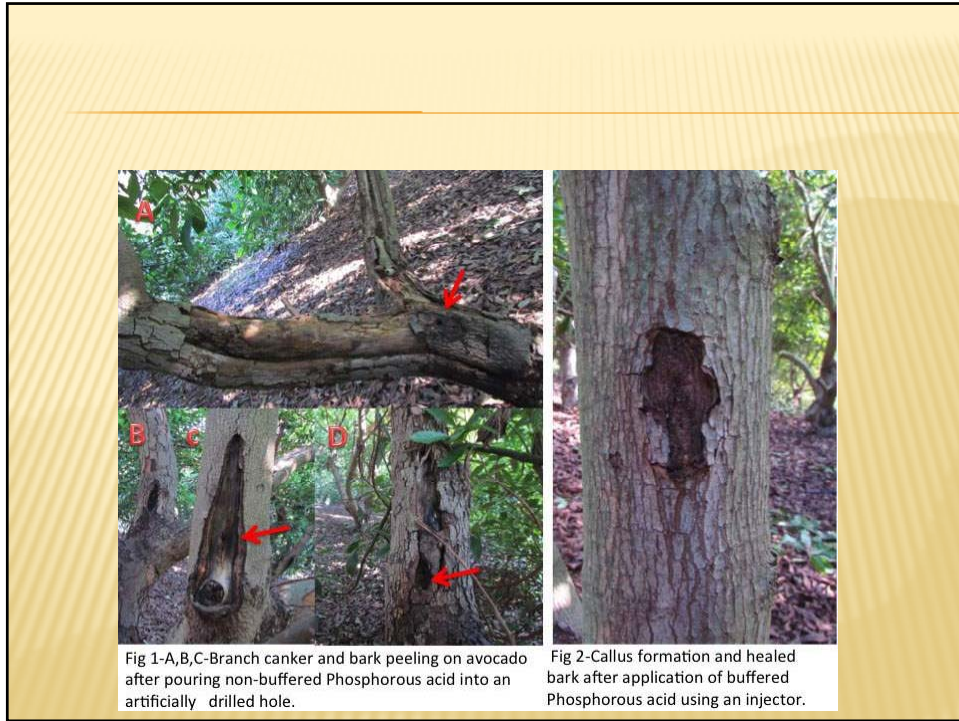 A
B
c
D
Fig 1-A,B,C-Branch canker and bark peeling on avocado
after pouring non-buffered Phosphorous acid into an
artificially drilled hole.
Fig 2-Callus formation and healed
bark after application of buffered
Phosphorous acid using an injector.